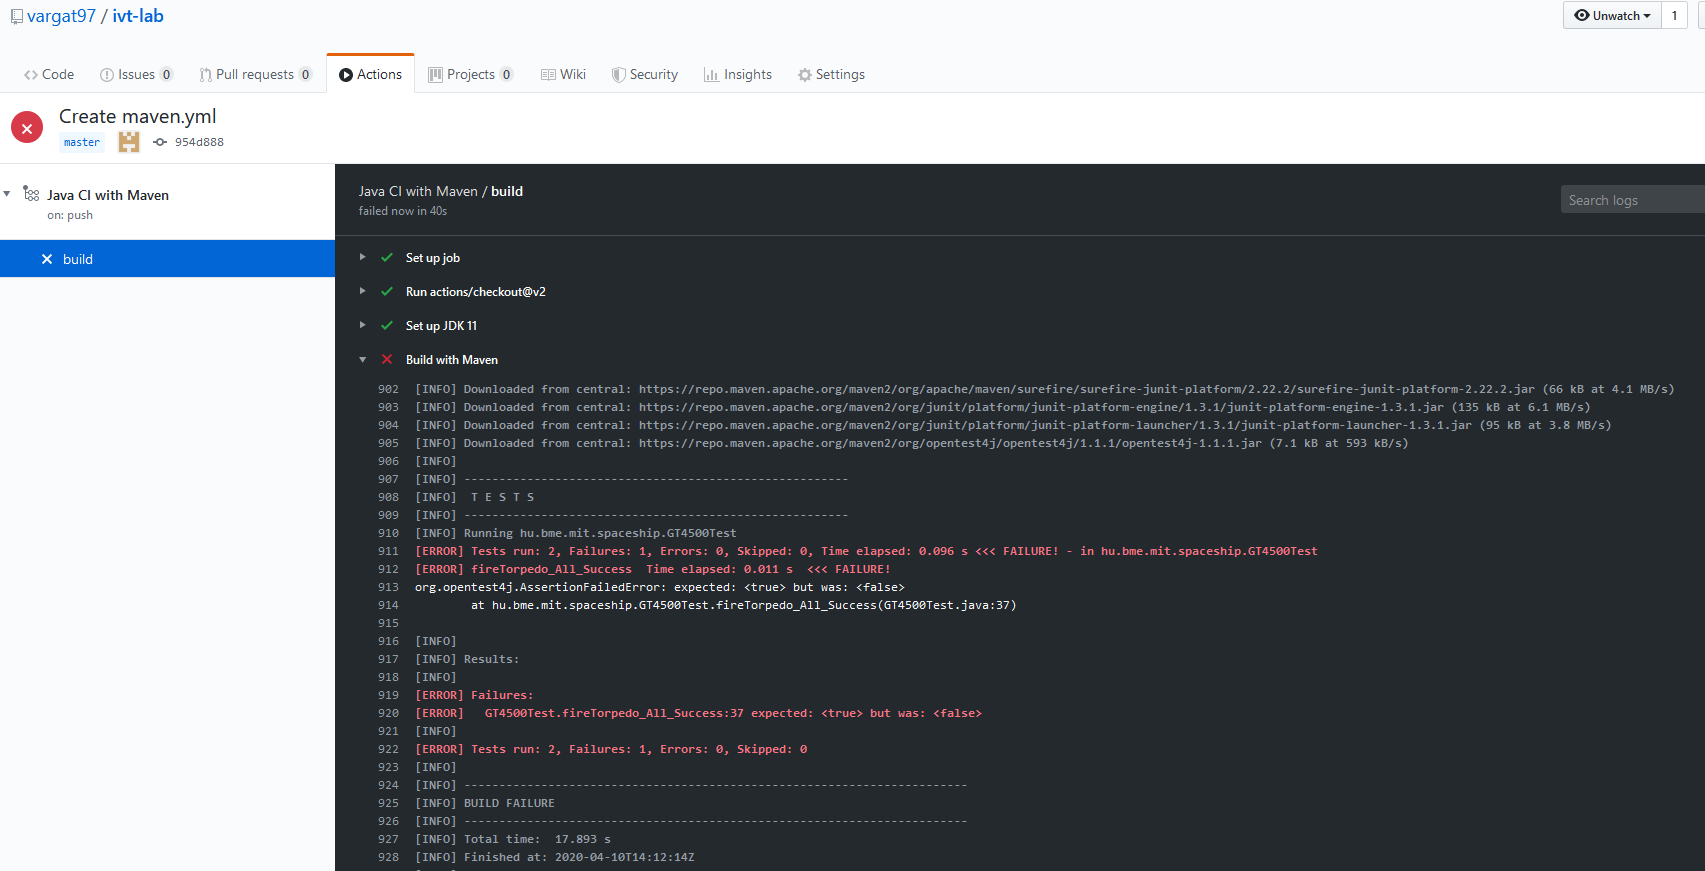 vargat97 / ivt-lab
Unwatch 1
Code Issues 0 Pull requests 0 Actions Projects 0 Wiki Security Insights Settings
Create maven.yml
master 954d888
Java CI with Maven
on: push
build
Java CI with Maven / build
failed now in 40s
Search logs
Set up job
Run actions/checkout@v2
Set up JDK 11
Build with Maven
902 [INFO] Downloaded from central: https://repo.maven.apache.org/maven2/org/apache/maven/surefire/surefire-junit-platform/2.22.2/surefire-junit-platform-2.22.2.jar (66 kB at 4.1 MB/s)
903 [INFO] Downloaded from central: https://repo.maven.apache.org/maven2/org/junit/platform/junit-platform-engine/1.3.1/junit-platform-engine-1.3.1.jar (135 kB at 6.1 MB/s)
904 [INFO] Downloaded from central: https://repo.maven.apache.org/maven2/org/junit/platform/junit-platform-launcher/1.3.1/junit-platform-launcher-1.3.1.jar (95 kB at 3.8 MB/s)
905 [INFO] Downloaded from central: https://repo.maven.apache.org/maven2/org/opentest4j/opentest4j/1.1.1/opentest4j-1.1.1.jar (7.1 kB at 593 kB/s)
906 [INFO]
907 [INFO] -------------------------------------------------------
908 [INFO]  T E S T S
909 [INFO] -------------------------------------------------------
910 [INFO] Running hu.bme.mit.spaceship.GT4500Test
911 [ERROR] Tests run: 2, Failures: 1, Errors: 0, Skipped: 0, Time elapsed: 0.096 s <<< FAILURE! - in hu.bme.mit.spaceship.GT4500Test
912 [ERROR] fireTorpedo_All_Success  Time elapsed: 0.011 s  <<< FAILURE!
913 org.opentest4j.AssertionFailedError: expected: <true> but was: <false>
914 at hu.bme.mit.spaceship.GT4500Test.fireTorpedo_All_Success(GT4500Test.java:37)
915
916 [INFO]
917 [INFO] Results:
918 [INFO]
919 [ERROR] Failures:
920 [ERROR]   GT4500Test.fireTorpedo_All_Success:37 expected: <true> but was: <false>
921 [INFO]
922 [ERROR] Tests run: 2, Failures: 1, Errors: 0, Skipped: 0
923 [INFO]
924 [INFO] ------------------------------------------------------------------------
925 [INFO] BUILD FAILURE
926 [INFO] ------------------------------------------------------------------------
927 [INFO] Total time:  17.893 s
928 [INFO] Finished at: 2020-04-10T14:12:14Z